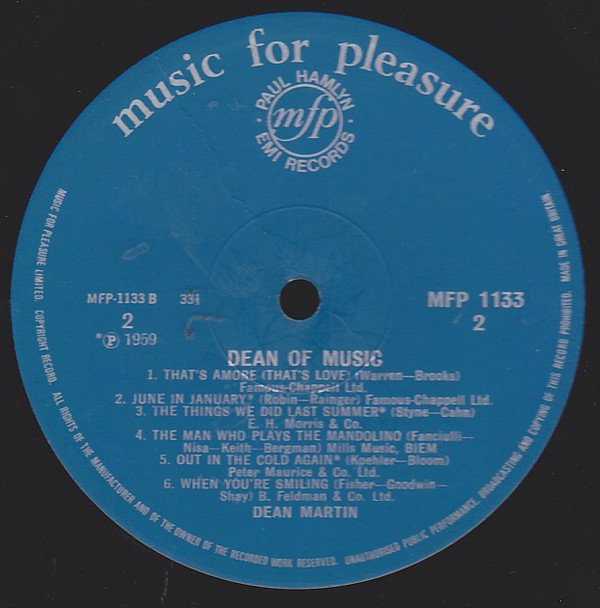 music for pleasure
PAUL HAMLYN
mfp
EMI RECORDS
MFP-1133 B 33⅓
2
*Ⓟ 1959
MFP 1133
2
DEAN OF MUSIC
1. THAT'S AMORE (THAT'S LOVE) (Warren—Brooks)
Famous-Chappell Ltd.
2. JUNE IN JANUARY* (Robin—Rainger) Famous-Chappell Ltd.
3. THE THINGS WE DID LAST SUMMER* (Styne—Cahn)
E. H. Morris & Co.
4. THE MAN WHO PLAYS THE MANDOLINO (Fanciulli—
Nisa—Keith—Bergman) Mills Music, BIEM
5. OUT IN THE COLD AGAIN* (Koehler—Bloom)
Peter Maurice & Co. Ltd.
6. WHEN YOU'RE SMILING (Fisher—Goodwin—
Shay) B. Feldman & Co. Ltd.
DEAN MARTIN
MUSIC FOR PLEASURE LIMITED. COPYRIGHT RECORD. ALL RIGHTS OF THE MANUFACTURER AND OF THE OWNER OF THE RECORDED WORK RESERVED. UNAUTHORISED PUBLIC PERFORMANCE, BROADCASTING AND COPYING OF THIS RECORD PROHIBITED. MADE IN GREAT BRITAIN.